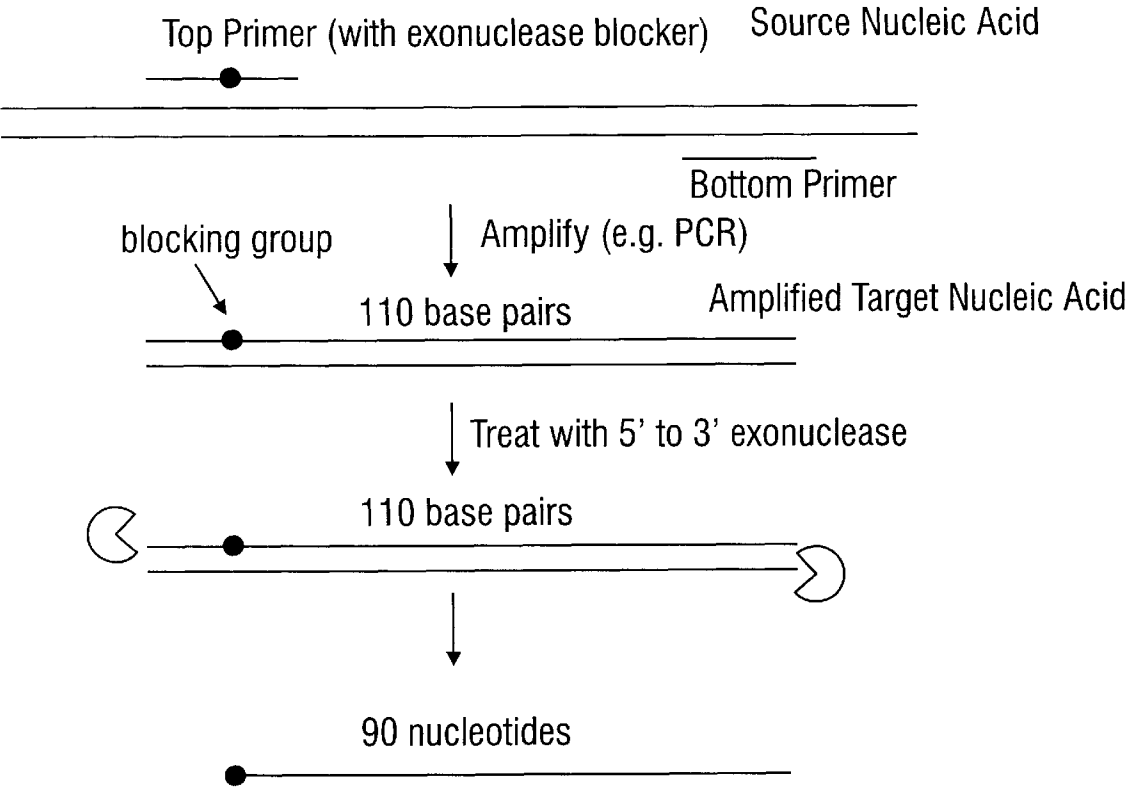 Top Primer (with exonuclease blocker)
Source Nucleic Acid
Bottom Primer
Amplify (e.g. PCR)
blocking group
110 base pairs
Amplified Target Nucleic Acid
Treat with 5’ to 3’ exonuclease
110 base pairs
90 nucleotides